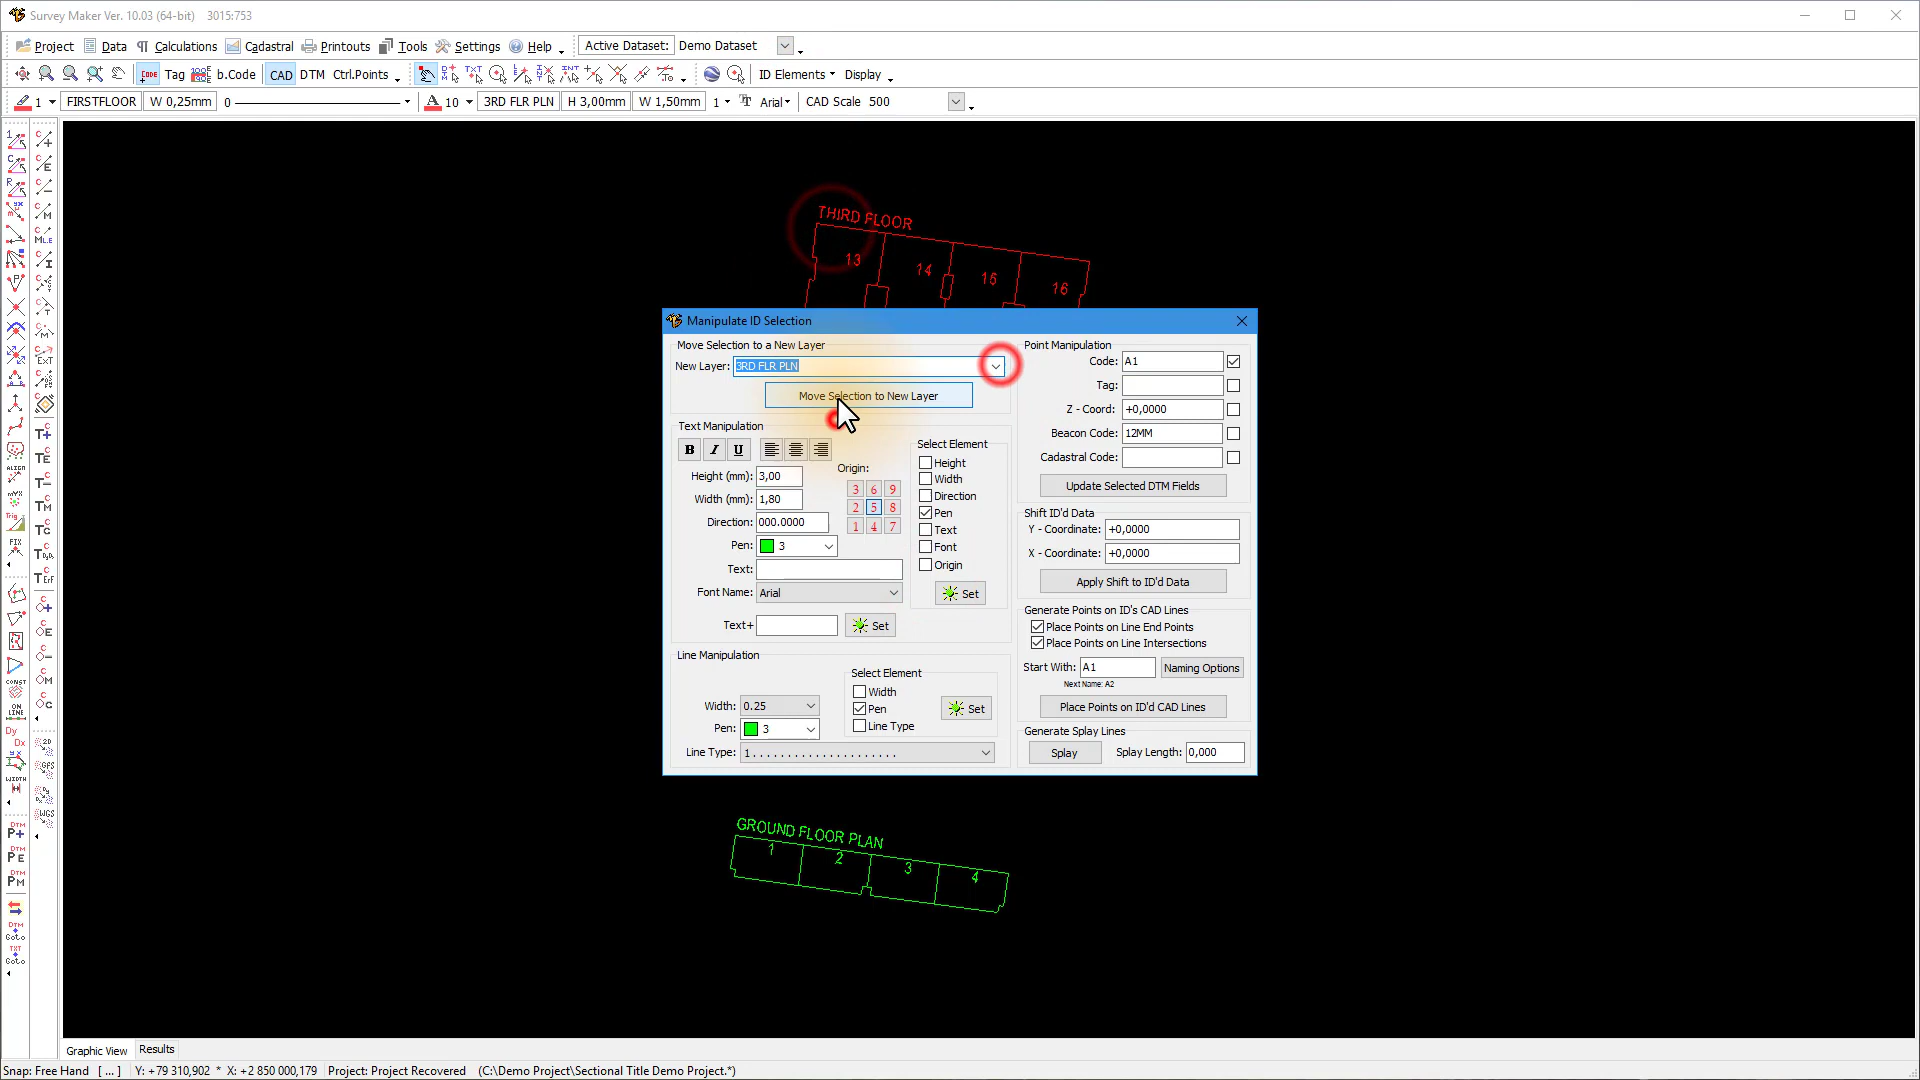 Survey Maker Ver. 10.03 (64-bit) 3015:753
Project Data Calculations Cadastral Printouts Tools Settings Help Active Dataset: Demo Dataset
CODE Tag b.Code CAD DTM Ctrl.Points ID Elements Display
1 FIRSTFLOOR W 0,25mm 0 A 10 3RD FLR PLN H 3,00mm W 1,50mm 1 Arial CAD Scale 500
THIRD FLOOR
13
14
15
16
Manipulate ID Selection
Move Selection to a New Layer
New Layer: 3RD FLR PLN
Move Selection to New Layer
Text Manipulation
B I U
Height (mm): 3,00
Width (mm): 1,80
Direction: 000.0000
Pen: 3
Text:
Font Name: Arial
Text+ Set
Origin:
3 6 9
2 5 8
1 4 7
Select Element
Height
Width
Direction
Pen
Text
Font
Origin
Set
Line Manipulation
Width: 0.25
Pen: 3
Line Type: 1 . . . . . . . . . . . . . . . . . . . . .
Select Element
Width
Pen
Line Type
Set
Point Manipulation
Code: A1
Tag:
Z - Coord: +0,0000
Beacon Code: 12MM
Cadastral Code:
Update Selected DTM Fields
Shift ID'd Data
Y - Coordinate: +0,0000
X - Coordinate: +0,0000
Apply Shift to ID'd Data
Generate Points on ID's CAD Lines
Place Points on Line End Points
Place Points on Line Intersections
Start With: A1 Naming Options
Next Name: A2
Place Points on ID'd CAD Lines
Generate Splay Lines
Splay Splay Length: 0,000
GROUND FLOOR PLAN
1
2
3
4
Graphic View Results
Snap: Free Hand [ ... ] Y: +79 310,902 * X: +2 850 000,179 Project: Project Recovered (C:\Demo Project\Sectional Title Demo Project.*)